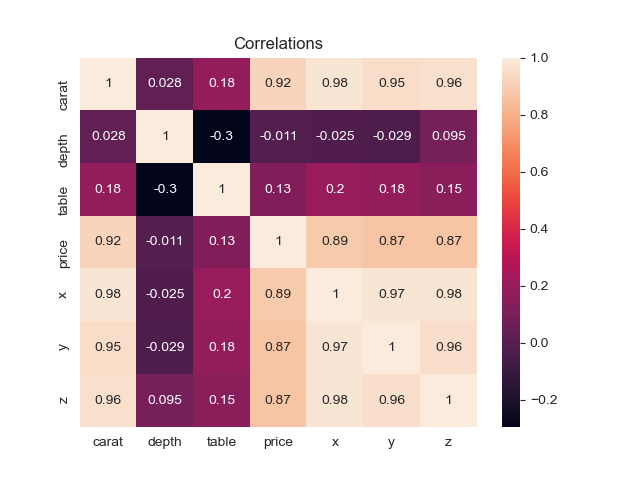 Correlations
carat 1 0.028 0.18 0.92 0.98 0.95 0.96
depth 0.028 1 -0.3 -0.011 -0.025 -0.029 0.095
table 0.18 -0.3 1 0.13 0.2 0.18 0.15
price 0.92 -0.011 0.13 1 0.89 0.87 0.87
x 0.98 -0.025 0.2 0.89 1 0.97 0.98
y 0.95 -0.029 0.18 0.87 0.97 1 0.96
z 0.96 0.095 0.15 0.87 0.98 0.96 1
carat depth table price x y z
1.0
0.8
0.6
0.4
0.2
0.0
−0.2